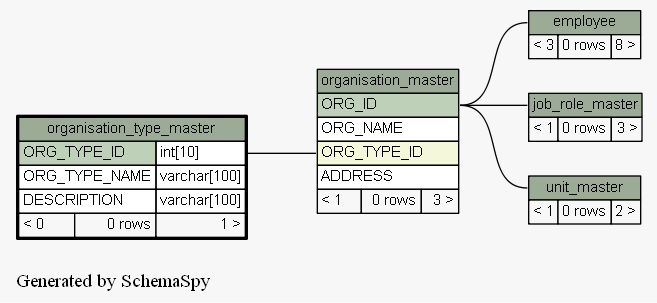 organisation_type_master
ORG_TYPE_ID int[10]
ORG_TYPE_NAME varchar[100]
DESCRIPTION varchar[100]
< 0 0 rows 1 >
organisation_master
ORG_ID
ORG_NAME
ORG_TYPE_ID
ADDRESS
< 1 0 rows 3 >
employee
< 3 0 rows 8 >
job_role_master
< 1 0 rows 3 >
unit_master
< 1 0 rows 2 >
Generated by SchemaSpy